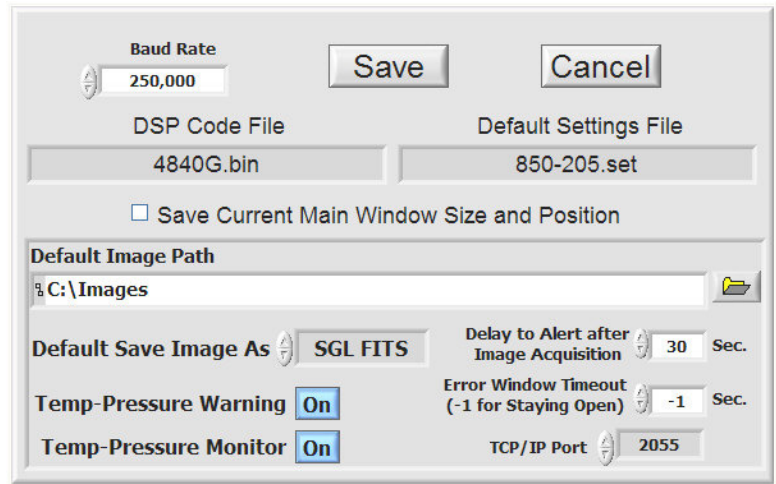 Baud Rate
250,000
Save
Cancel
DSP Code File
Default Settings File
4840G.bin
850-205.set
Save Current Main Window Size and Position
Default Image Path
C:\Images
Default Save Image As
SGL FITS
Delay to Alert after
Image Acquisition
30
Sec.
Temp-Pressure Warning
On
Error Window Timeout
(-1 for Staying Open)
-1
Sec.
Temp-Pressure Monitor
On
TCP/IP Port
2055